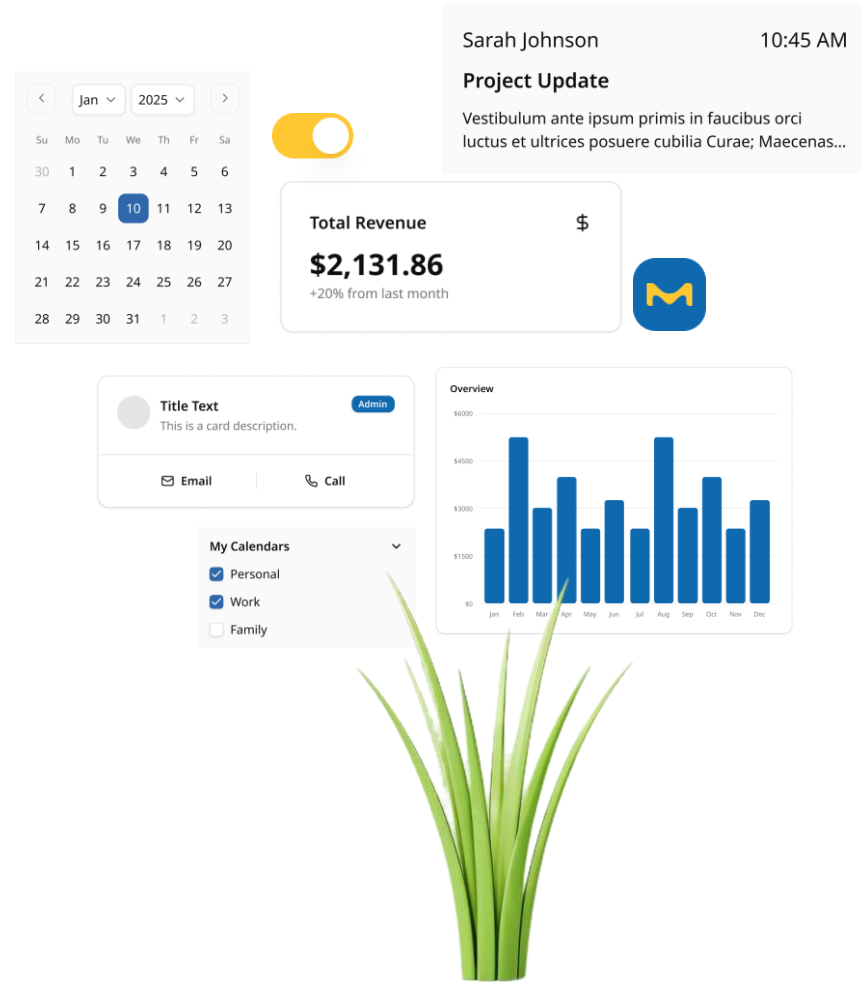 Sarah Johnson 10:45 AM
Project Update
Vestibulum ante ipsum primis in faucibus orci
luctus et ultrices posuere cubilia Curae; Maecenas...
Jan 2025
Su Mo Tu We Th Fr Sa
30 1 2 3 4 5 6
7 8 9 10 11 12 13
14 15 16 17 18 19 20
21 22 23 24 25 26 27
28 29 30 31 1 2 3
Total Revenue $
$2,131.86
+20% from last month
Title Text Admin
This is a card description.
Email Call
Overview
$6000
$4500
$3000
$1500
$0
Jan Feb Mar Apr May Jun Jul Aug Sep Oct Nov Dec
My Calendars
Personal
Work
Family